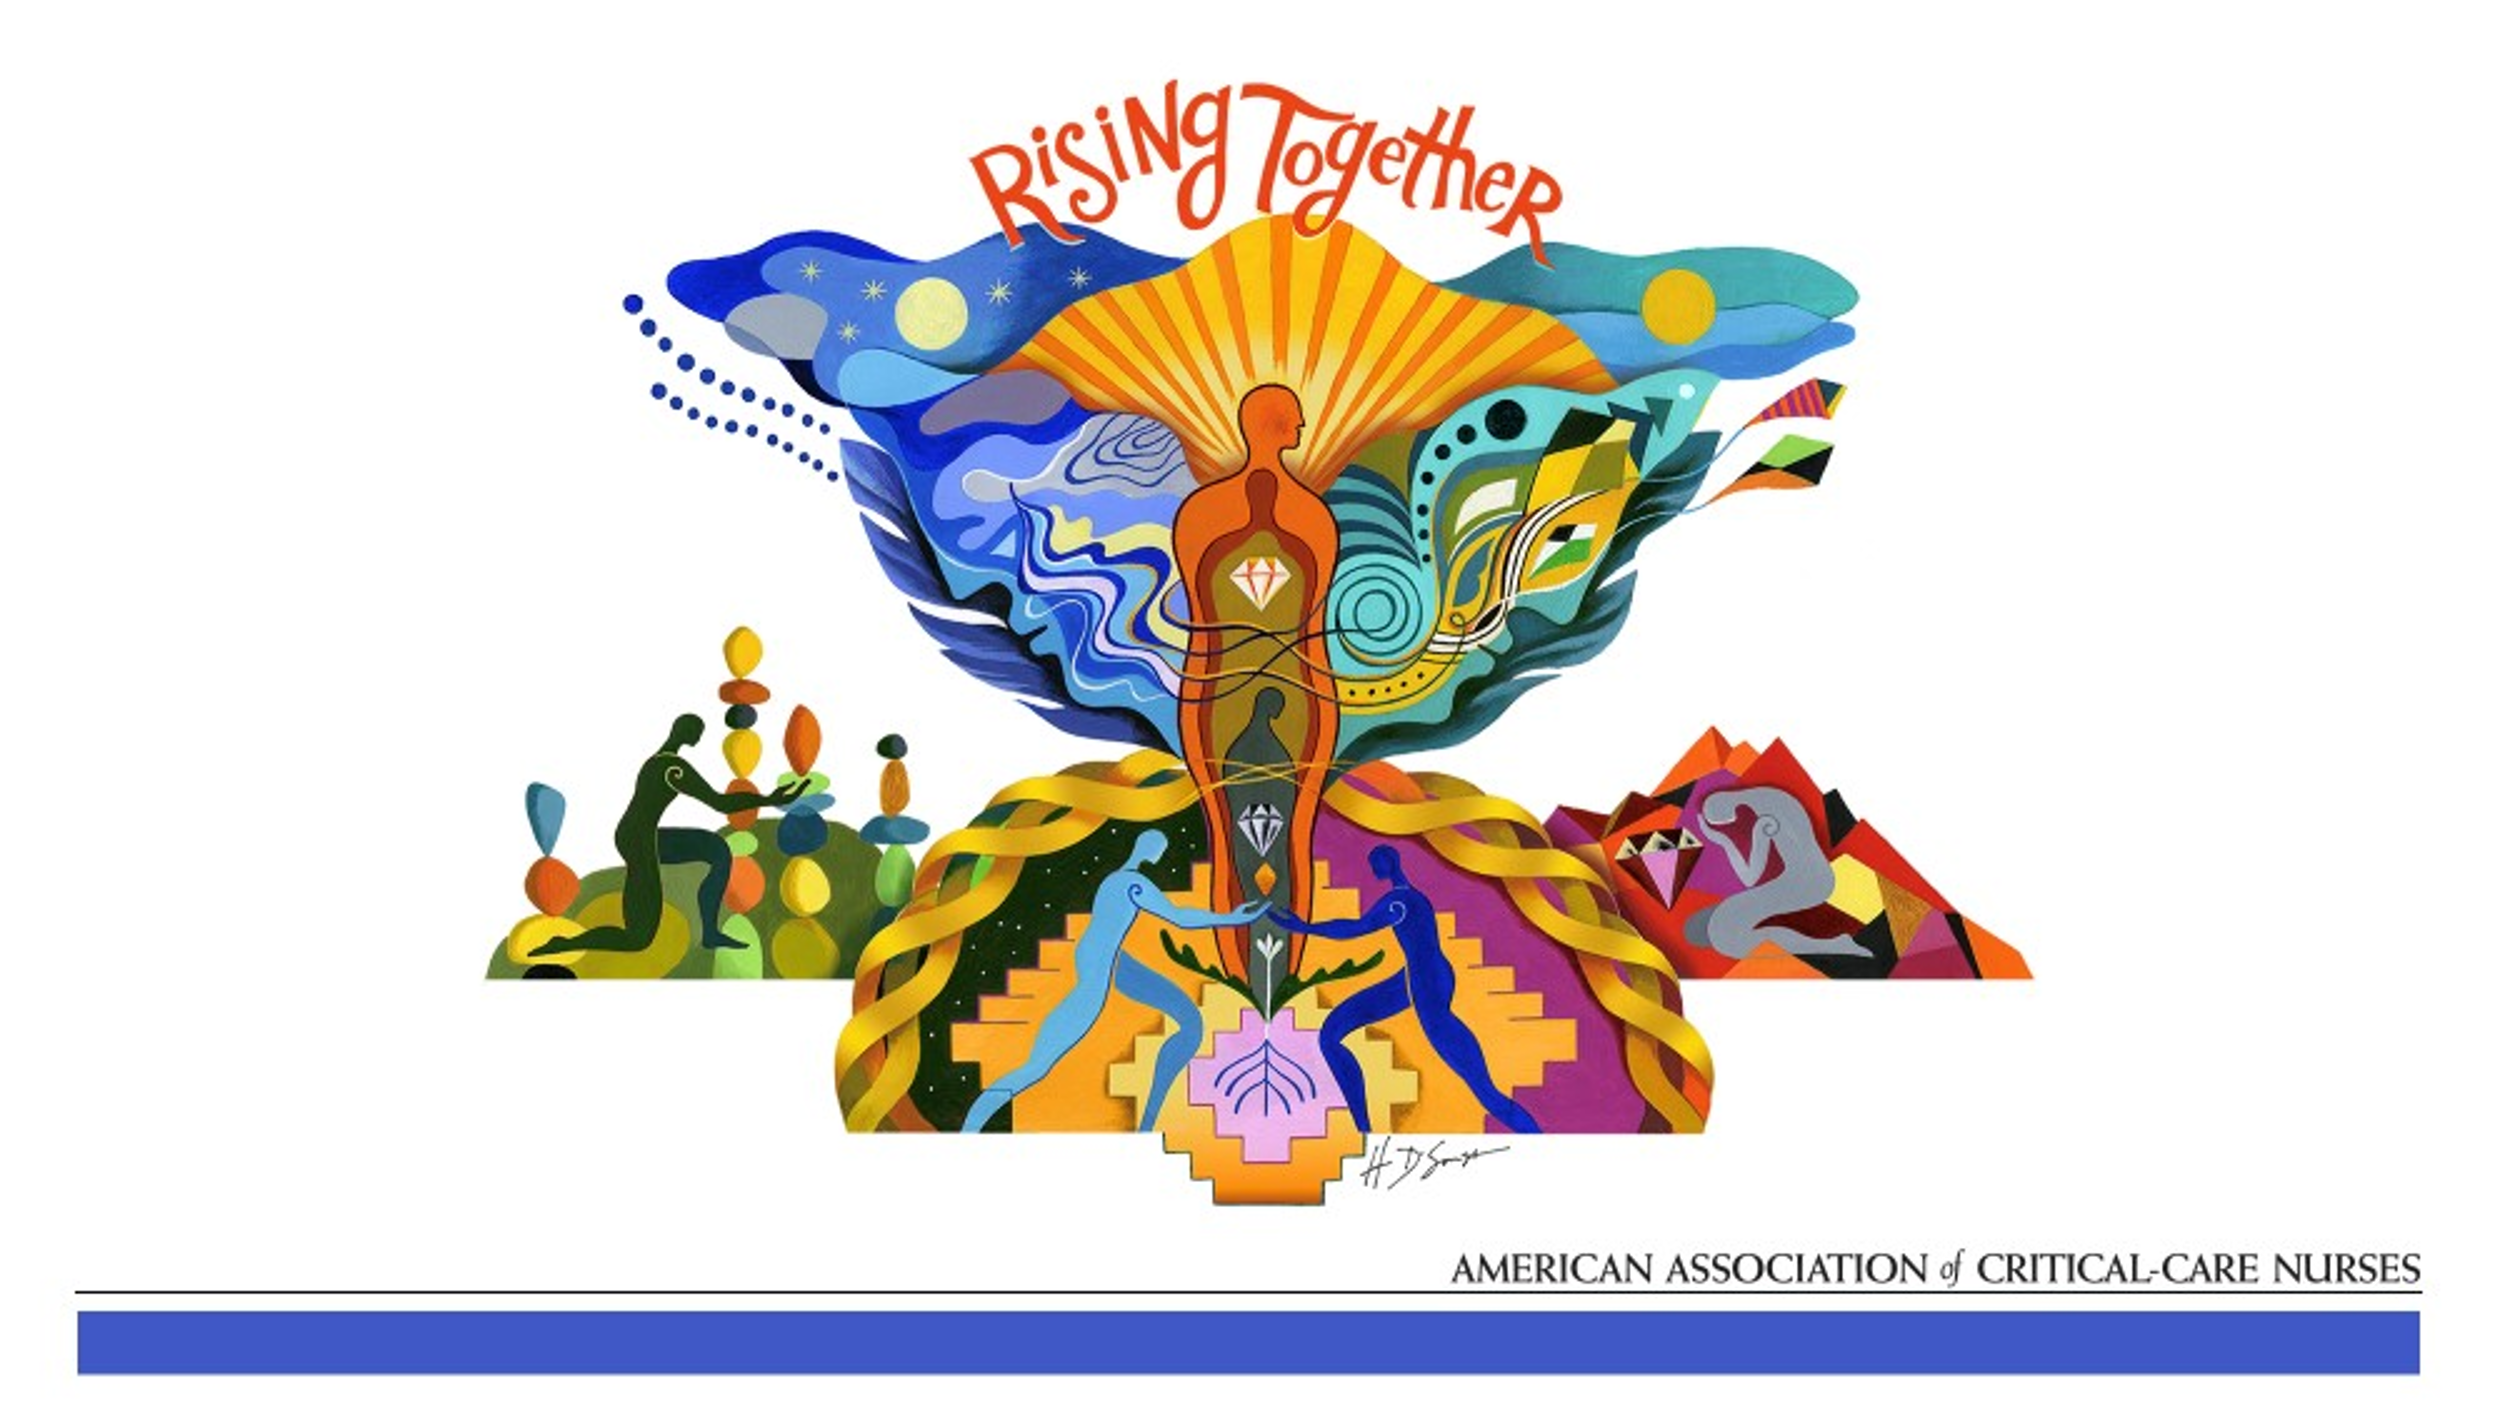 RiSiNg TogetheR
AMERICAN ASSOCIATION of CRITICAL-CARE NURSES